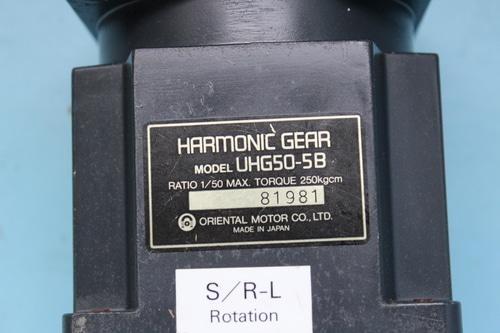 HARMONIC GEAR
MODEL UHG50-5B
RATIO 1/50 MAX. TORQUE 250kgcm
81981
ORIENTAL MOTOR CO., LTD.
MADE IN JAPAN
S/R-L
Rotation